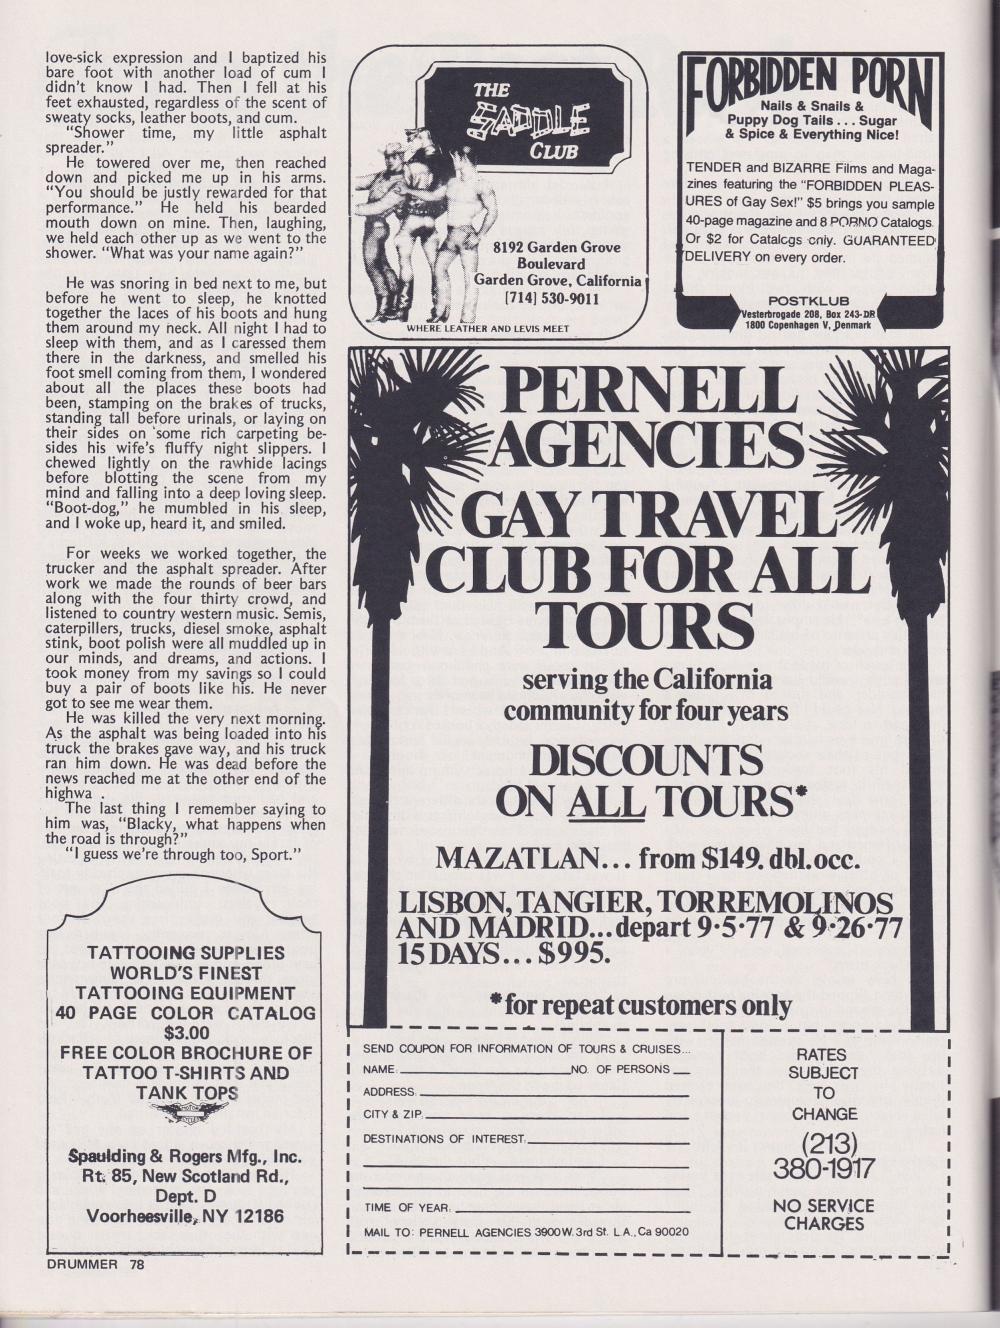 love-sick expression and I baptized his
bare foot with another load of cum I
didn't know I had. Then I fell at his
feet exhausted, regardless of the scent of
sweaty socks, leather boots, and cum.
"Shower time, my little asphalt
spreader."
He towered over me, then reached
down and picked me up in his arms.
"You should be justly rewarded for that
performance." He held his bearded
mouth down on mine. Then, laughing,
we held each other up as we went to the
shower. "What was your name again?"
He was snoring in bed next to me, but
before he went to sleep, he knotted
together the laces of his boots and hung
them around my neck. All night I had to
sleep with them, and as I caressed them
there in the darkness, and smelled his
foot smell coming from them, I wondered
about all the places these boots had
been, stamping on the brakes of trucks,
standing tall before urinals, or laying on
their sides on some rich carpeting be-
sides his wife's fluffy night slippers. I
chewed lightly on the rawhide lacings
before blotting the scene from my
mind and falling into a deep loving sleep.
"Boot-dog," he mumbled in his sleep,
and I woke up, heard it, and smiled.
For weeks we worked together, the
trucker and the asphalt spreader. After
work we made the rounds of beer bars
along with the four thirty crowd, and
listened to country western music. Semis,
caterpillers, trucks, diesel smoke, asphalt
stink, boot polish were all muddled up in
our minds, and dreams, and actions. I
took money from my savings so I could
buy a pair of boots like his. He never
got to see me wear them.
He was killed the very next morning.
As the asphalt was being loaded into his
truck the brakes gave way, and his truck
ran him down. He was dead before the
news reached me at the other end of the
highwa .
The last thing I remember saying to
him was, "Blacky, what happens when
the road is through?"
"I guess we're through too, Sport."
TATTOOING SUPPLIES
WORLD'S FINEST
TATTOOING EQUIPMENT
40 PAGE COLOR CATALOG
$3.00
FREE COLOR BROCHURE OF
TATTOO T-SHIRTS AND
TANK TOPS
Spaulding & Rogers Mfg., Inc.
Rt. 85, New Scotland Rd.,
Dept. D
Voorheesville, NY 12186
DRUMMER 78
THE
SADDLE
CLUB
8192 Garden Grove
Boulevard
Garden Grove, California
[714] 530-9011
WHERE LEATHER AND LEVIS MEET
FORBIDDEN PORN
Nails & Snails &
Puppy Dog Tails . . . Sugar
& Spice & Everything Nice!
TENDER and BIZARRE Films and Maga-
zines featuring the "FORBIDDEN PLEAS-
URES of Gay Sex!" $5 brings you sample
40-page magazine and 8 PORNO Catalogs.
Or $2 for Catalogs only. GUARANTEED
DELIVERY on every order.
POSTKLUB
Vesterbrogade 208, Box 243-DR
1800 Copenhagen V, Denmark
PERNELL
AGENCIES
GAY TRAVEL
CLUB FOR ALL
TOURS
serving the California
community for four years
DISCOUNTS
ON ALL TOURS*
MAZATLAN... from $149. dbl.occ.
LISBON, TANGIER, TORREMOLINOS
AND MADRID...depart 9·5·77 & 9·26·77
15 DAYS... $995.
*for repeat customers only
SEND COUPON FOR INFORMATION OF TOURS & CRUISES...
NAME: NO. OF PERSONS
ADDRESS:
CITY & ZIP:
DESTINATIONS OF INTEREST:
TIME OF YEAR:
MAIL TO: PERNELL AGENCIES 3900 W. 3rd St. L.A., Ca 90020
RATES
SUBJECT
TO
CHANGE
(213)
380-1917
NO SERVICE
CHARGES